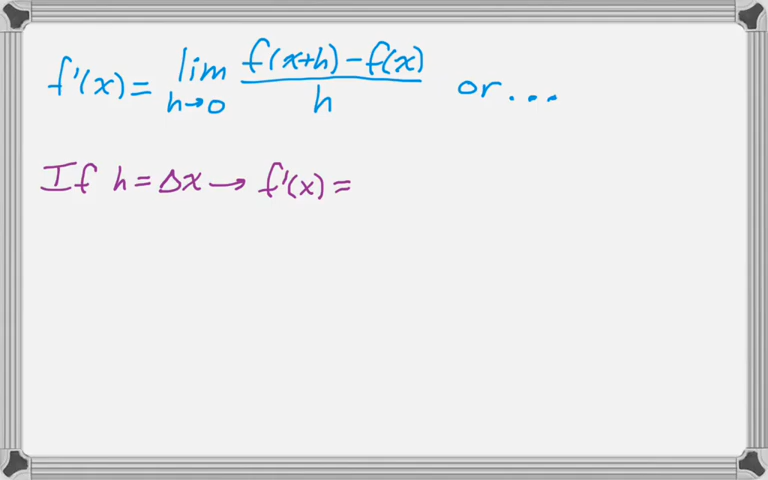 f'(x) = lim h→0 f(x+h) - f(x) / h or...
If h = Δx → f'(x) =